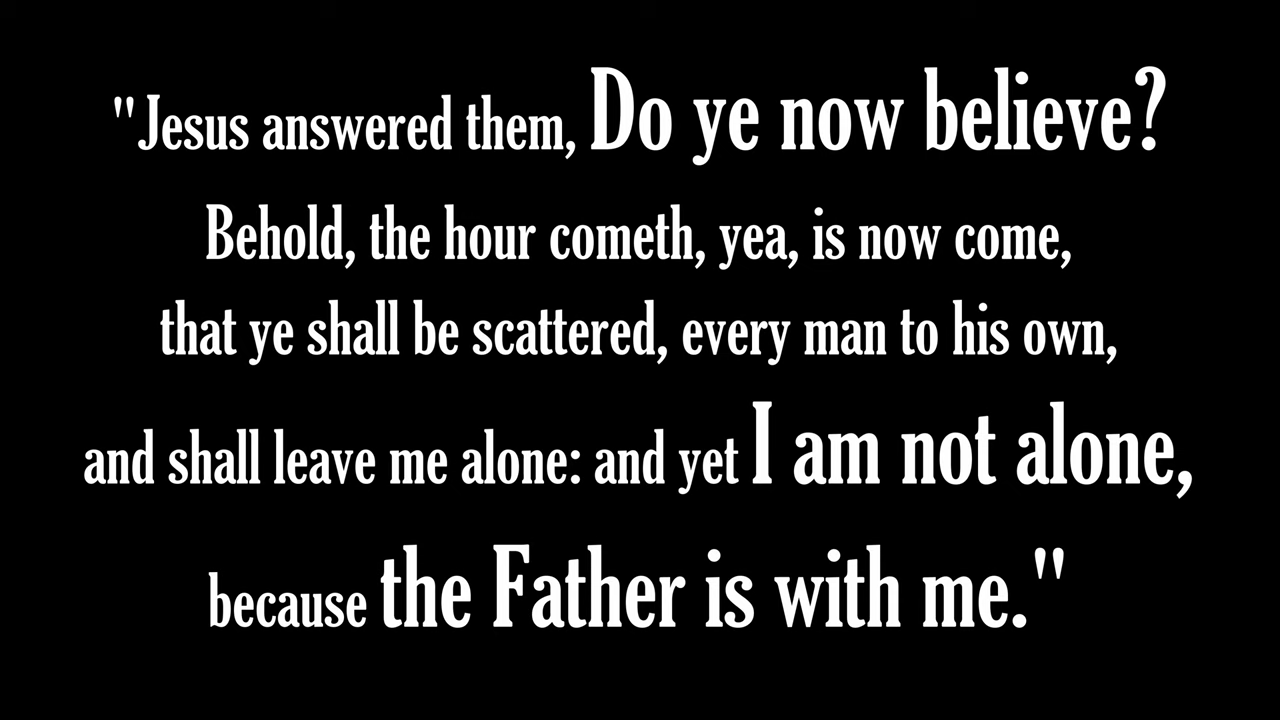 "Jesus answered them, Do ye now believe?
Behold, the hour cometh, yea, is now come,
that ye shall be scattered, every man to his own,
and shall leave me alone: and yet I am not alone,
because the Father is with me."